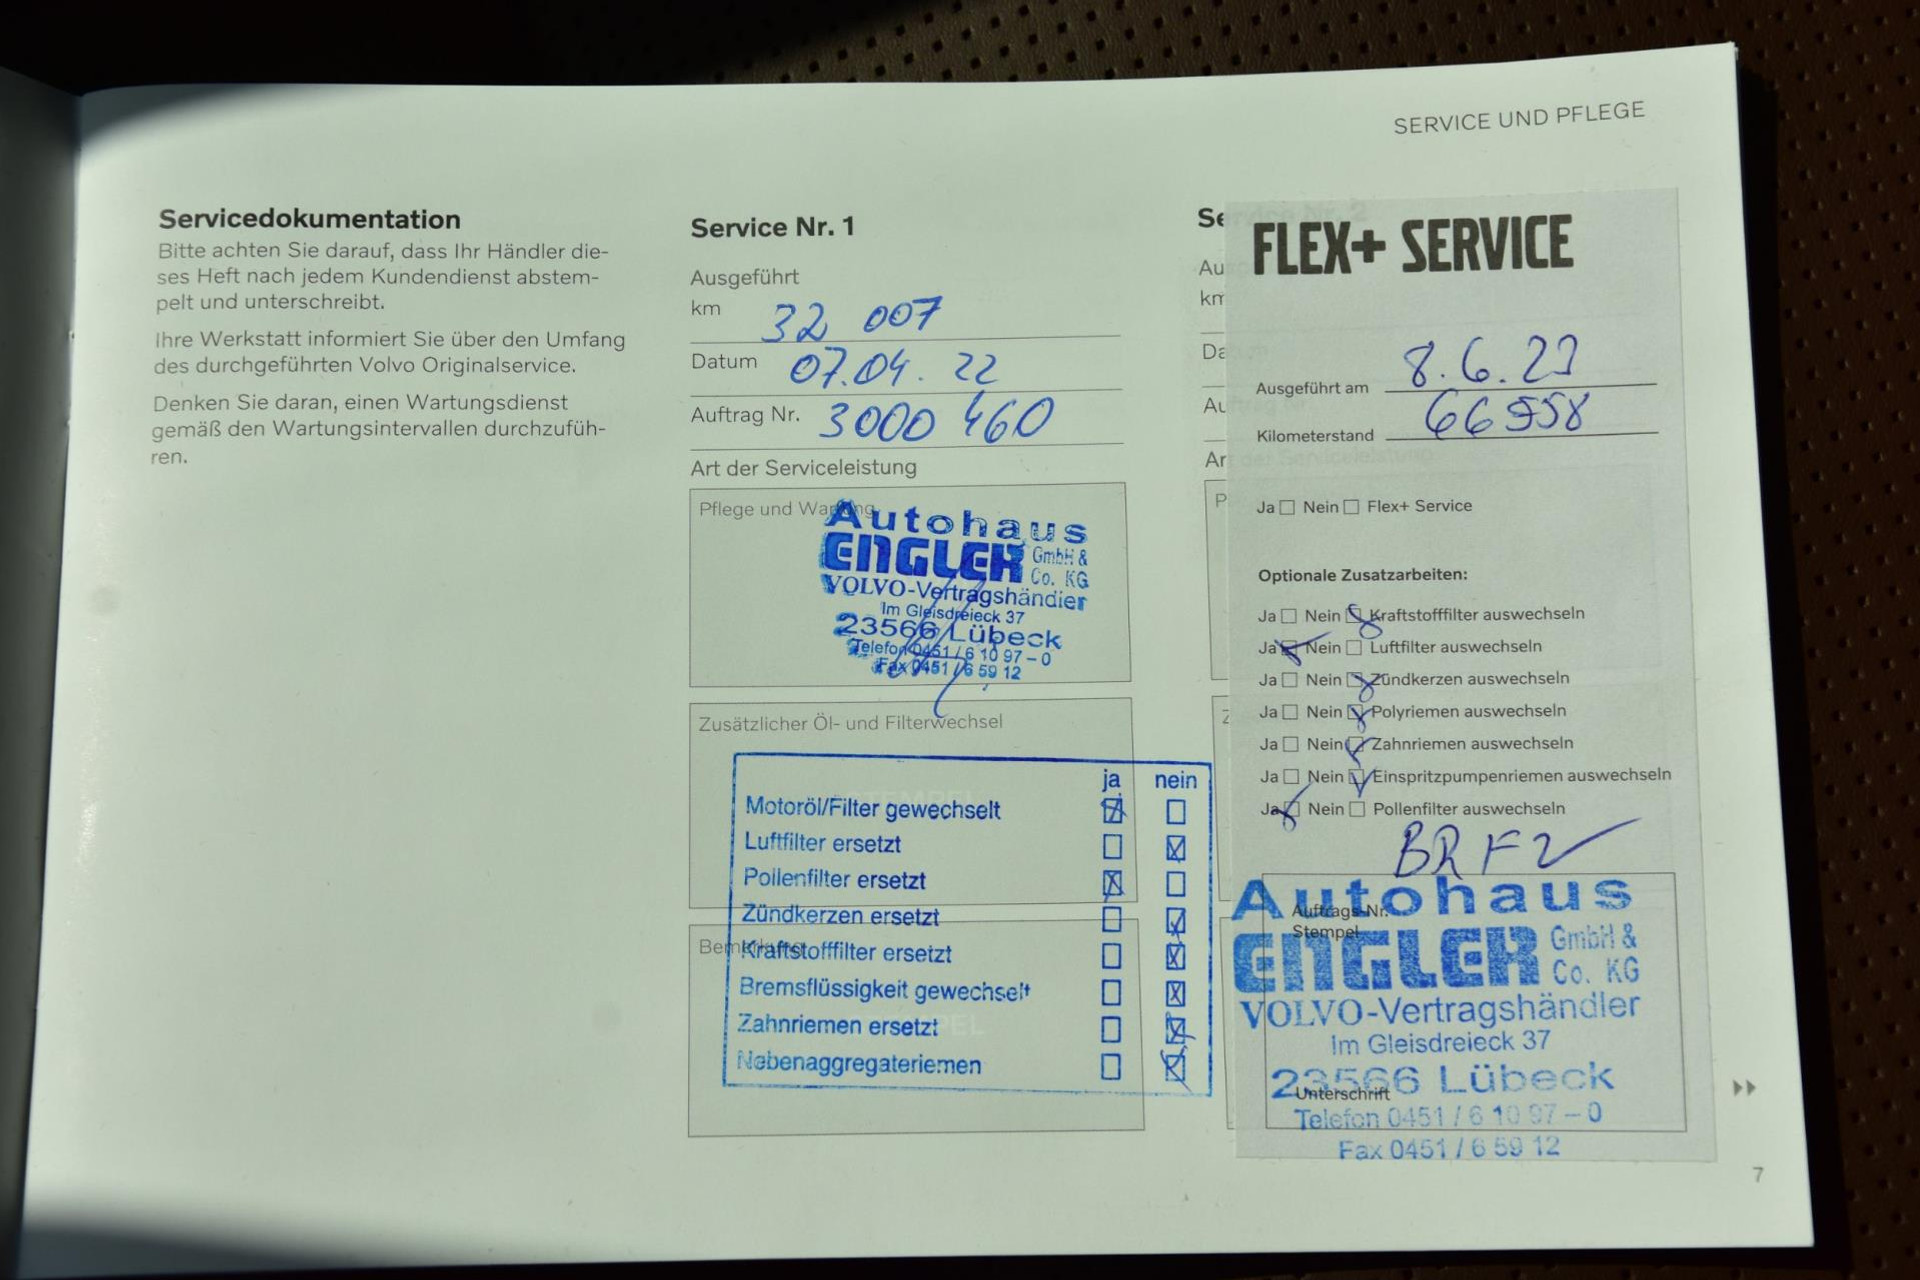 SERVICE UND PFLEGE
Servicedokumentation
Bitte achten Sie darauf, dass Ihr Händler die-
ses Heft nach jedem Kundendienst abstem-
pelt und unterschreibt.
Ihre Werkstatt informiert Sie über den Umfang
des durchgeführten Volvo Originalservice.
Denken Sie daran, einen Wartungsdienst
gemäß den Wartungsintervallen durchzufüh-
ren.
Service Nr. 1
Ausgeführt
km 32 007
Datum 07.04.22
Auftrag Nr. 3000 460
Art der Serviceleistung
Pflege und Wartung
Autohaus
ENGLER GmbH &
Co. KG
VOLVO-Vertragshändler
Im Gleisdreieck 37
23566 Lübeck
Telefon 0451 / 6 10 97 – 0
Fax 0451 / 6 59 12
Zusätzlicher Öl- und Filterwechsel
ja nein
Motoröl/Filter gewechselt
Luftfilter ersetzt
Pollenfilter ersetzt
Zündkerzen ersetzt
Bemerkung
Kraftstofffilter ersetzt
Bremsflüssigkeit gewechselt
Zahnriemen ersetzt
Nebenaggregateriemen
Service Nr. 2
FLEX+ SERVICE
Ausgeführt am 8.6.23
Kilometerstand 66558
Ja Nein Flex+ Service
Optionale Zusatzarbeiten:
Ja Nein Kraftstofffilter auswechseln
Ja Nein Luftfilter auswechseln
Ja Nein Zündkerzen auswechseln
Ja Nein Polyriemen auswechseln
Ja Nein Zahnriemen auswechseln
Ja Nein Einspritzpumpenriemen auswechseln
Ja Nein Pollenfilter auswechseln
Auftrags-Nr.
Stempel
Autohaus
ENGLER GmbH &
Co. KG
VOLVO-Vertragshändler
Im Gleisdreieck 37
23566 Lübeck
Unterschrift
Telefon 0451 / 6 10 97 – 0
Fax 0451 / 6 59 12
7